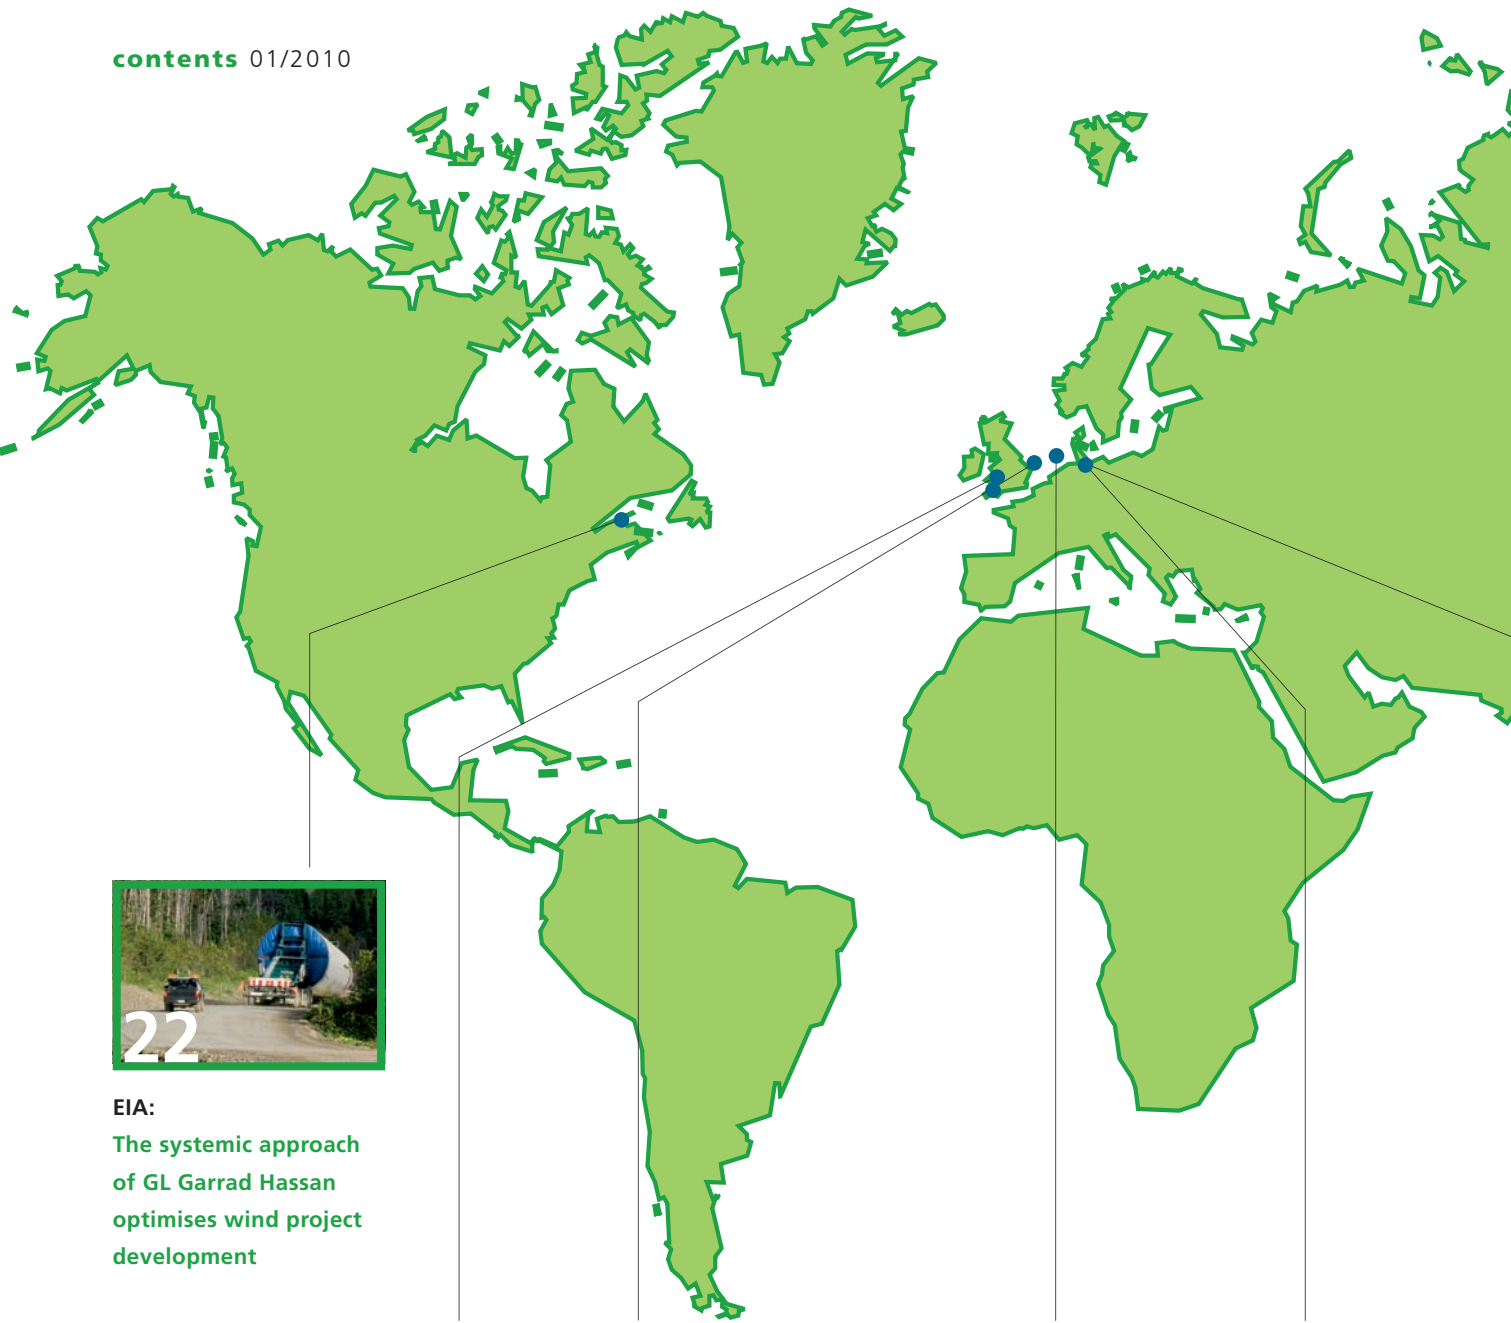 contents 01/2010
22
EIA:
The systemic approach
of GL Garrad Hassan
optimises wind project
development